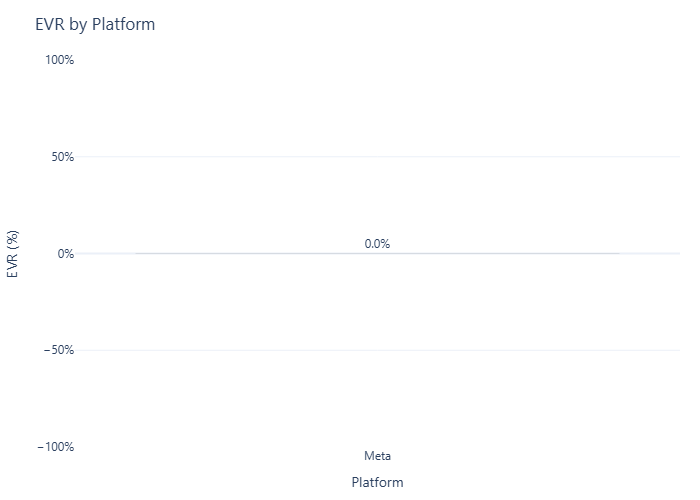 EVR by Platform
100%
50%
0%
−50%
−100%
EVR (%)
0.0%
Meta
Platform